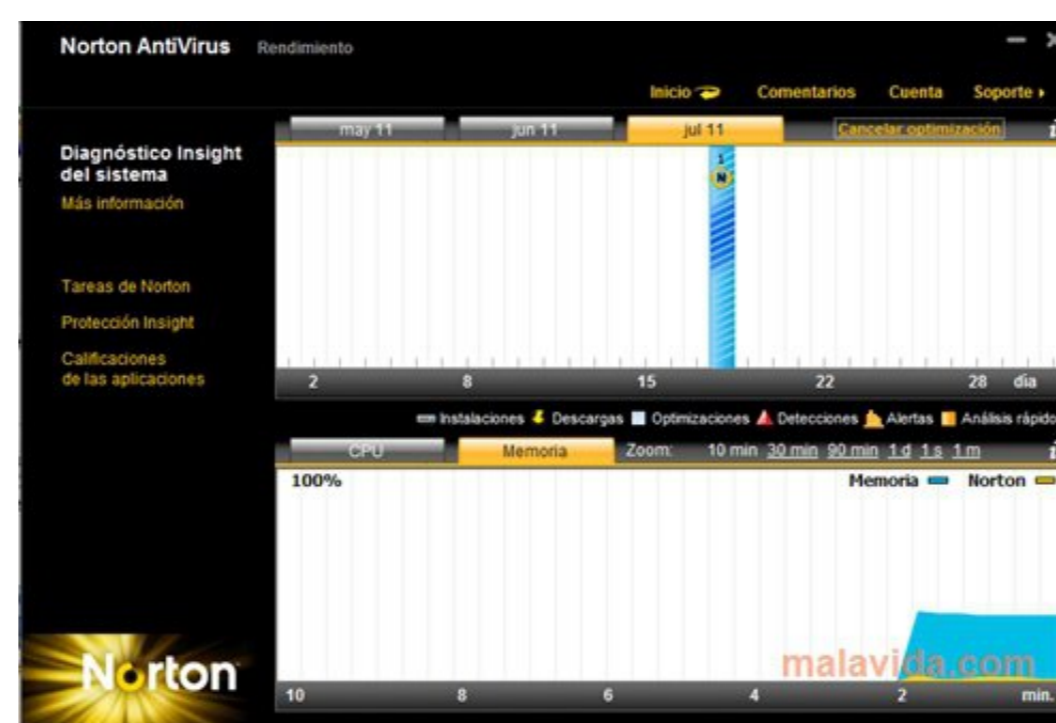 Norton AntiVirus Rendimiento
Inicio Comentarios Cuenta Soporte
may 11 jun 11 jul 11 Cancelar optimización
Diagnóstico Insight
del sistema
Más información
1
N
Tareas de Norton
Protección Insight
Calificaciones
de las aplicaciones
2 8 15 22 28 día
Instalaciones Descargas Optimizaciones Detecciones Alertas Análisis rápido
CPU Memoria Zoom: 10 min 30 min 90 min 1 d 1 s 1 m
100% Memoria Norton
malavida.com
Norton
10 8 6 4 2 min.